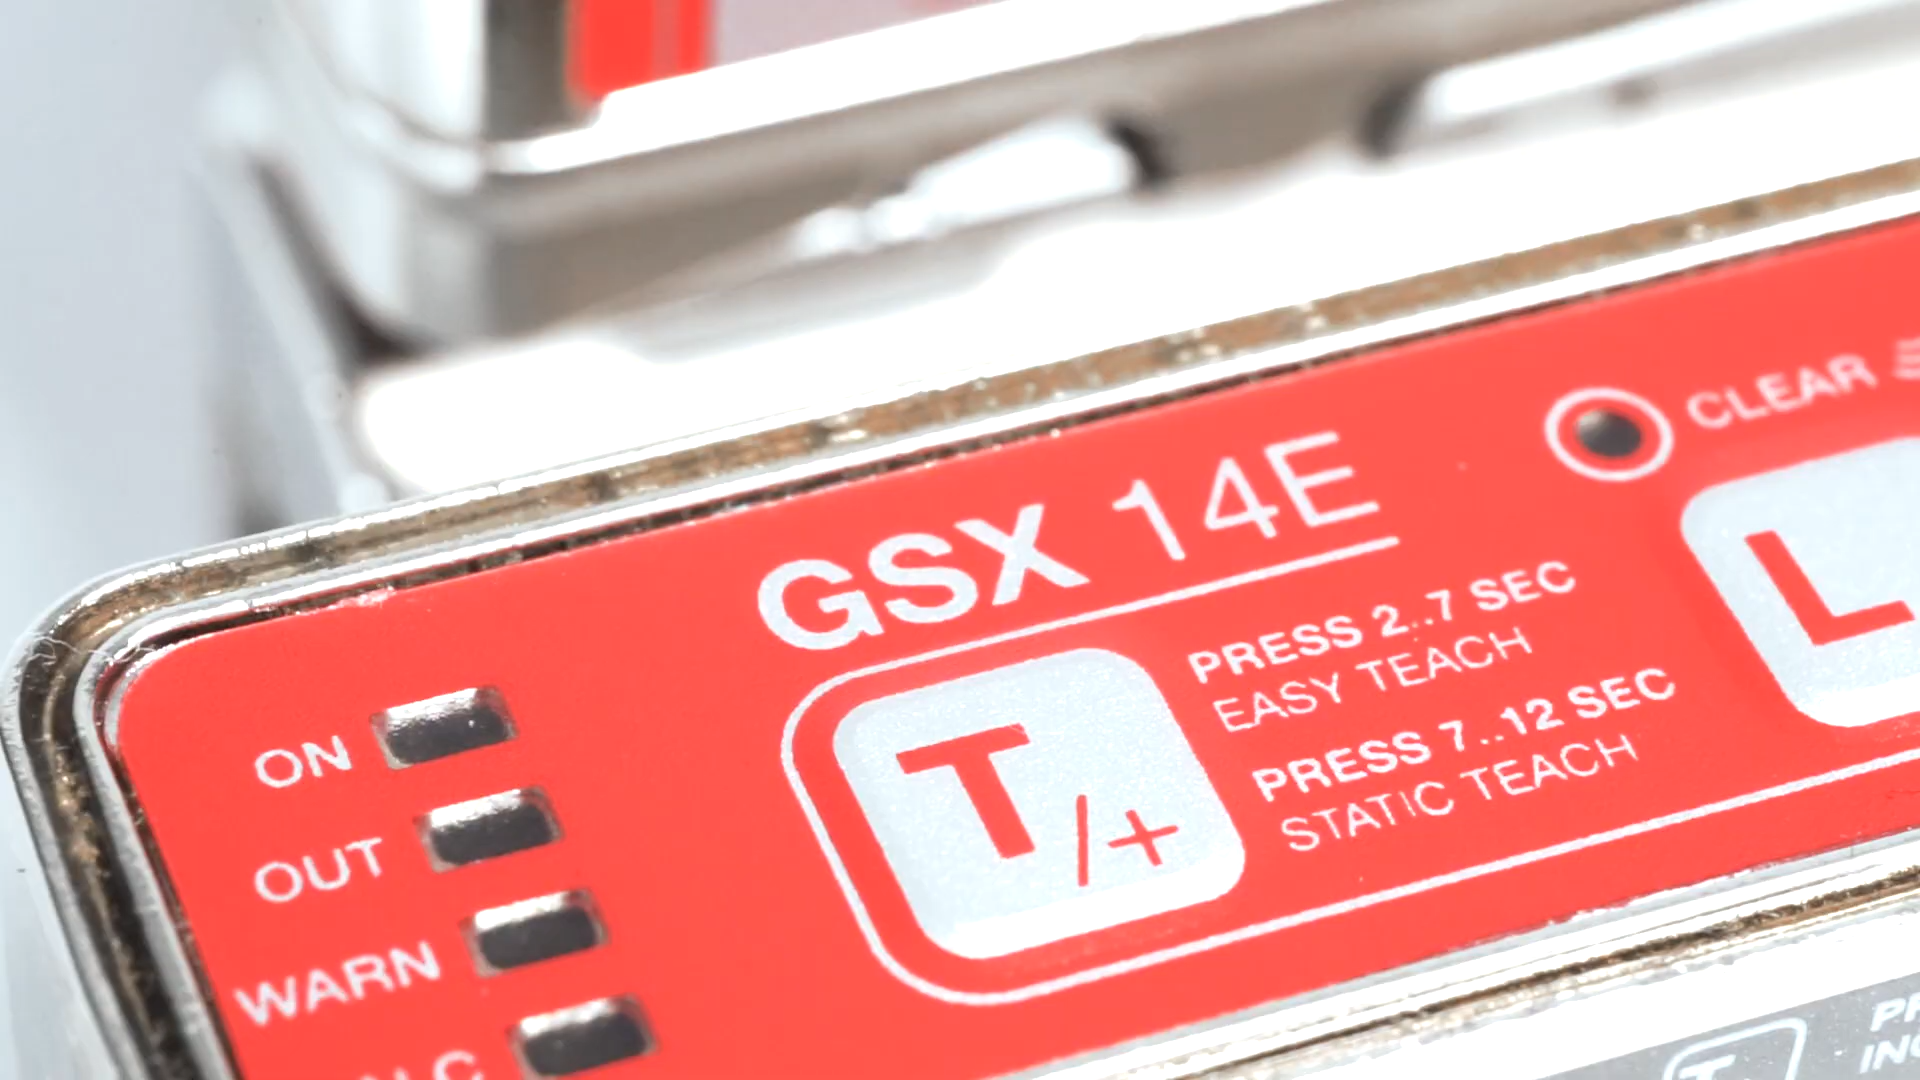 GSX 14E
CLEAR
L
PRESS 2..7 SEC
EASY TEACH
T/+
PRESS 7..12 SEC
STATIC TEACH
ON
OUT
WARN
T